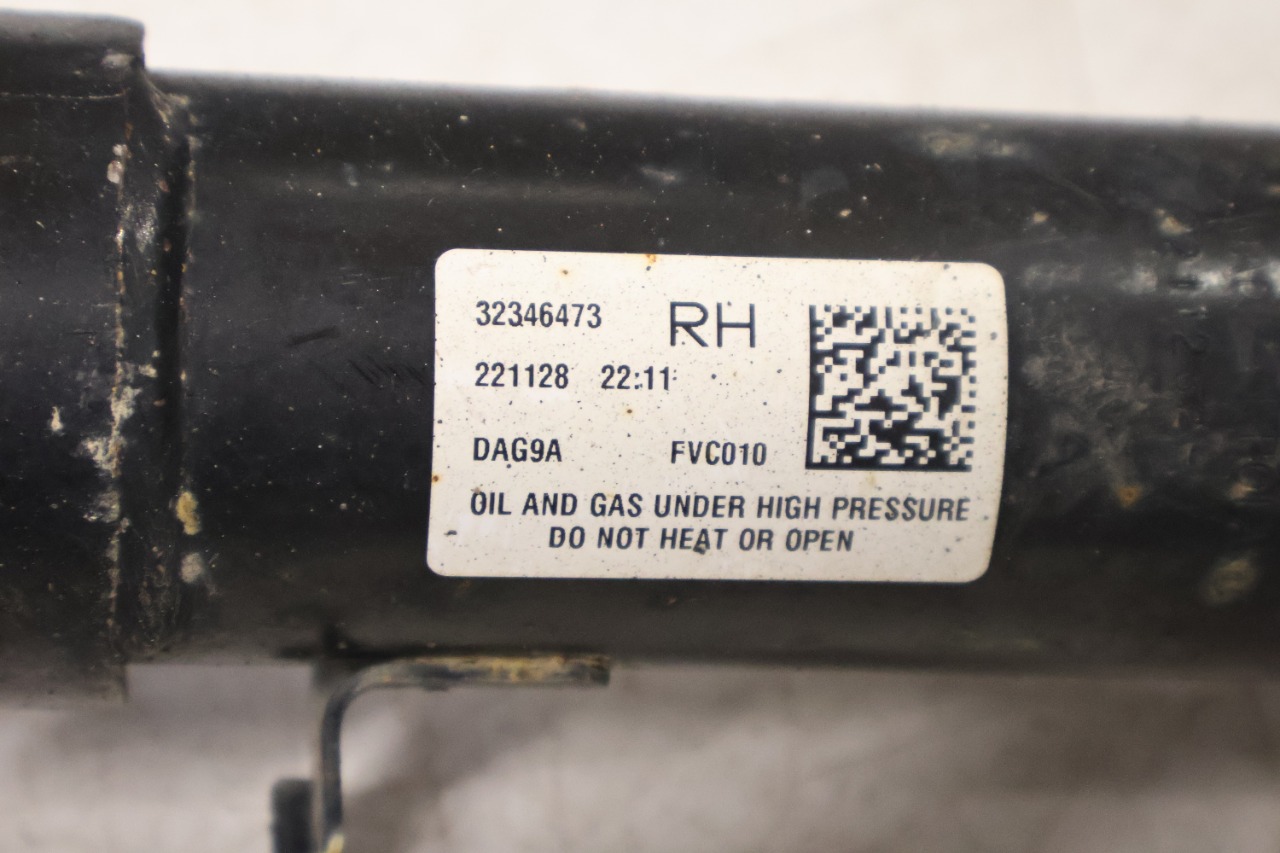 32346473 RH
221128 22:11
DAG9A FVC010
OIL AND GAS UNDER HIGH PRESSURE
DO NOT HEAT OR OPEN